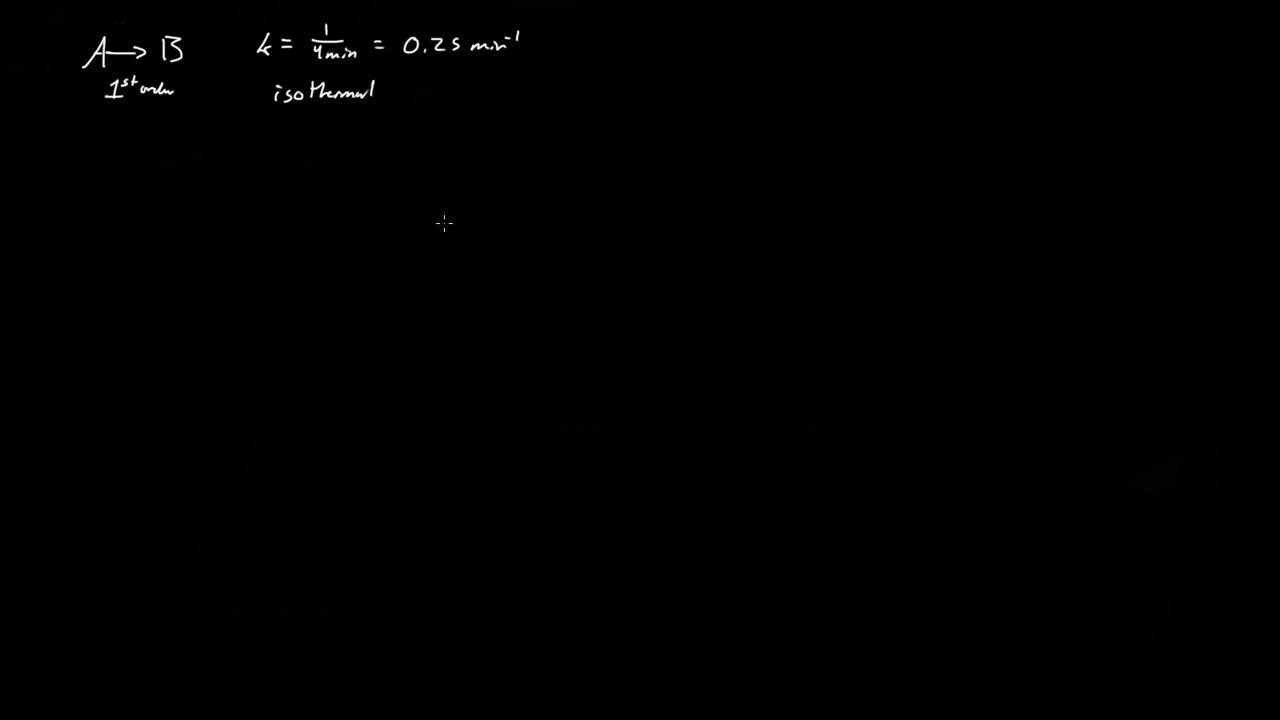 A → B k = 1/4min = 0.25 min⁻¹
1st order isothermal